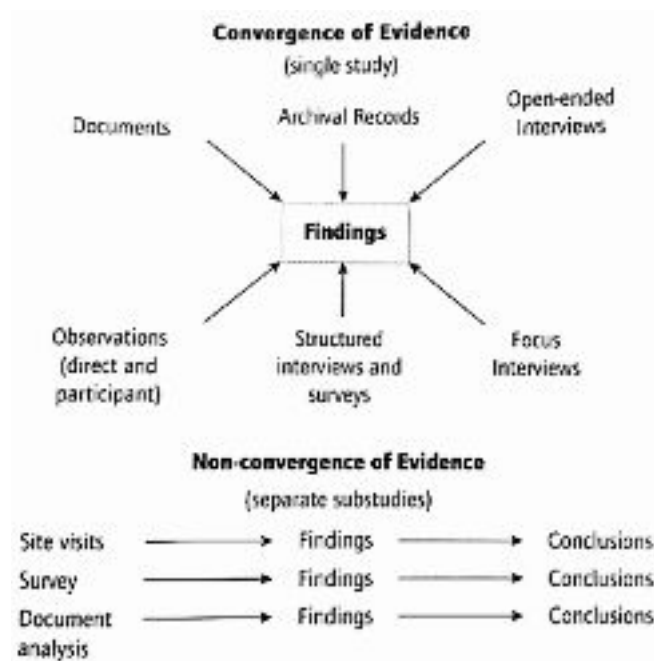 Convergence of Evidence
(single study)
Documents
Archival Records
Open-ended
Interviews
Findings
Observations
(direct and
participant)
Structured
interviews and
surveys
Focus
Interviews
Non-convergence of Evidence
(separate substudies)
Site visits Findings Conclusions
Survey Findings Conclusions
Document Findings Conclusions
analysis